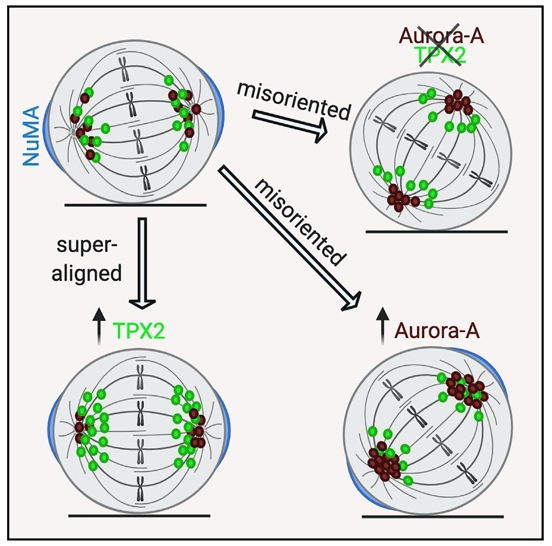 Aurora-A
TPX2
NuMA
misoriented
misoriented
super-
aligned
TPX2
Aurora-A